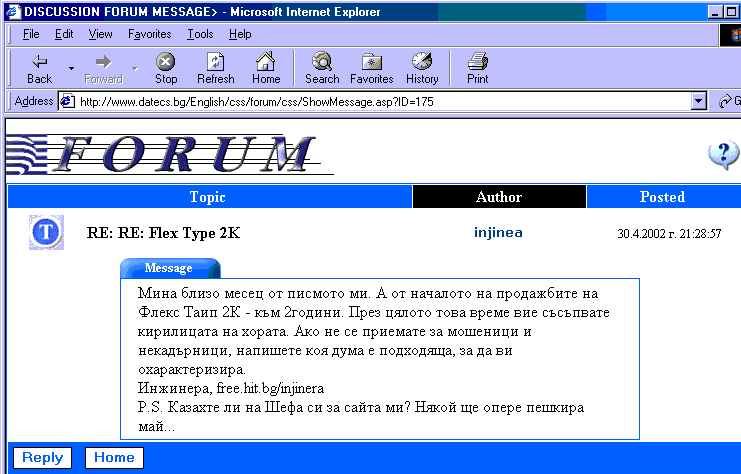 DISCUSSION FORUM MESSAGE> - Microsoft Internet Explorer
File Edit View Favorites Tools Help
Back Forward Stop Refresh Home Search Favorites History Print
Address http://www.datecs.bg/English/css/forum/css/ShowMessage.asp?ID=175 G
FORUM
Topic Author Posted
T RE: RE: Flex Type 2K injinea 30.4.2002 г. 21:28:57
Message
Мина близо месец от писмото ми. А от началото на продажбите на
Флекс Таип 2К - към 2години. През цялото това време вие съсъпвате
кирилицата на хората. Ако не се приемате за мошеници и
некадърници, напишете коя дума е подходяща, за да ви
охарактеризира.
Инжинера, free.hit.bg/injinera
P.S. Казахте ли на Шефа си за сайта ми? Някой ще опере пешкира
май...
Reply Home